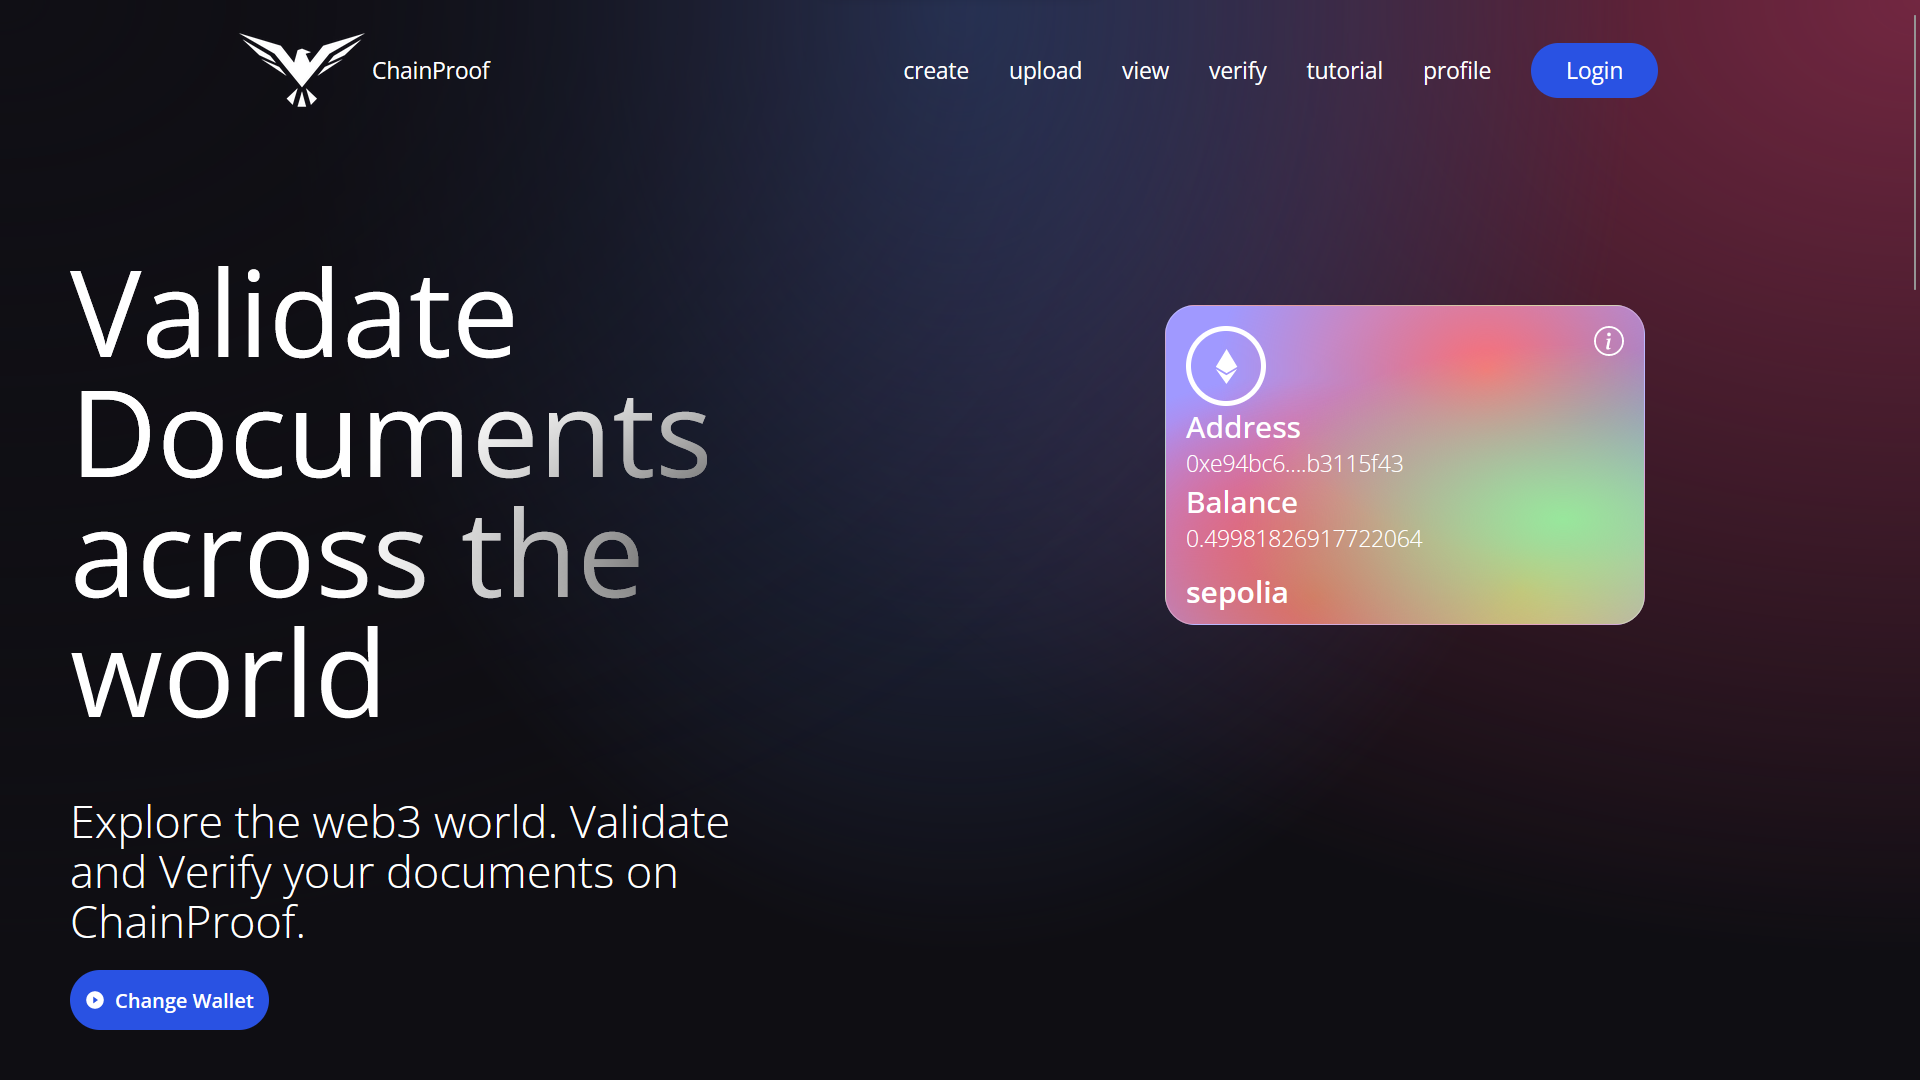 ChainProof
create
upload
view
verify
tutorial
profile
Login
Validate
Documents
across the
world
Explore the web3 world. Validate
and Verify your documents on
ChainProof.
Change Wallet
i
Address
0xe94bc6....b3115f43
Balance
0.49981826917722064
sepolia